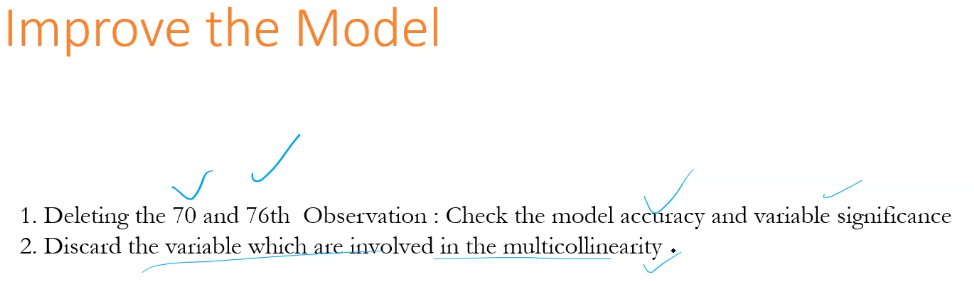 Improve the Model
1. Deleting the 70 and 76th Observation : Check the model accuracy and variable significance
2. Discard the variable which are involved in the multicollinearity .